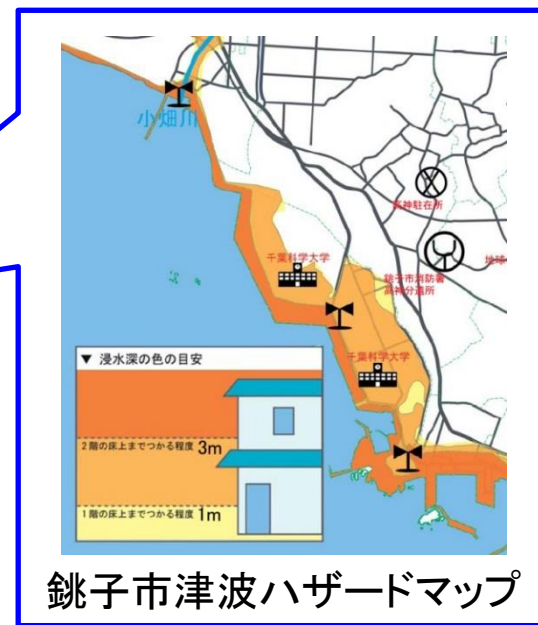 小畑川
高神駐在所
千葉科学大学
銚子市消防署
高神分遣所
地球
千葉科学大学
▼ 浸水深の色の目安
2階の床上までつかる程度 3m
1階の床上までつかる程度 1m
銚子市津波ハザードマップ